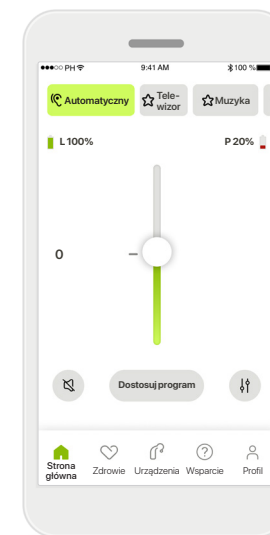 PH 9:41 AM 100 %
Automatyczny Tele-
wizor Muzyka
L 100% P 20%
0
Dostosuj program
Strona
główna Zdrowie Urządzenia Wsparcie Profil